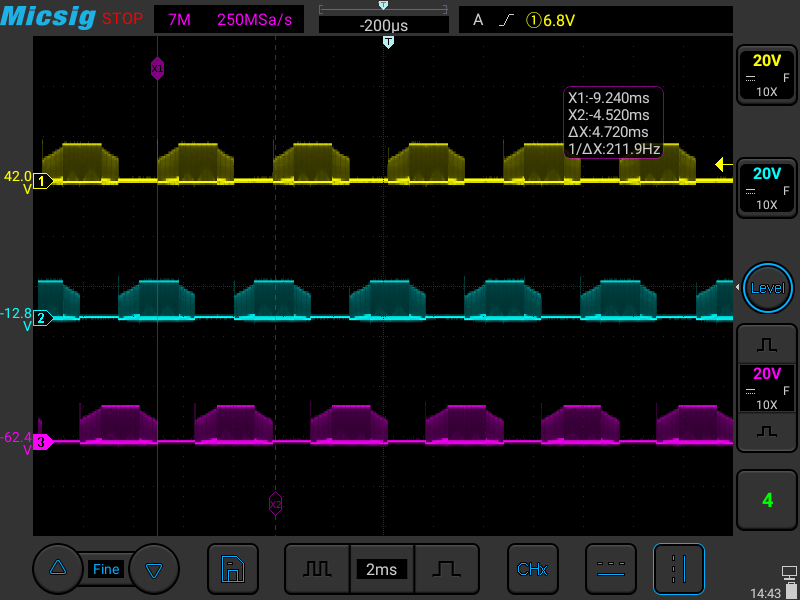 Micsig STOP 7M 250MSa/s T -200µs A ①6.8V
T
X1
20V
F
10X
X1:-9.240ms
X2:-4.520ms
ΔX:4.720ms
1/ΔX:211.9Hz
42.0
V
1
20V
F
10X
-12.8
V
2
Level
20V
F
10X
-62.4
V
3
X2
4
Fine
2ms
CHx
14:43